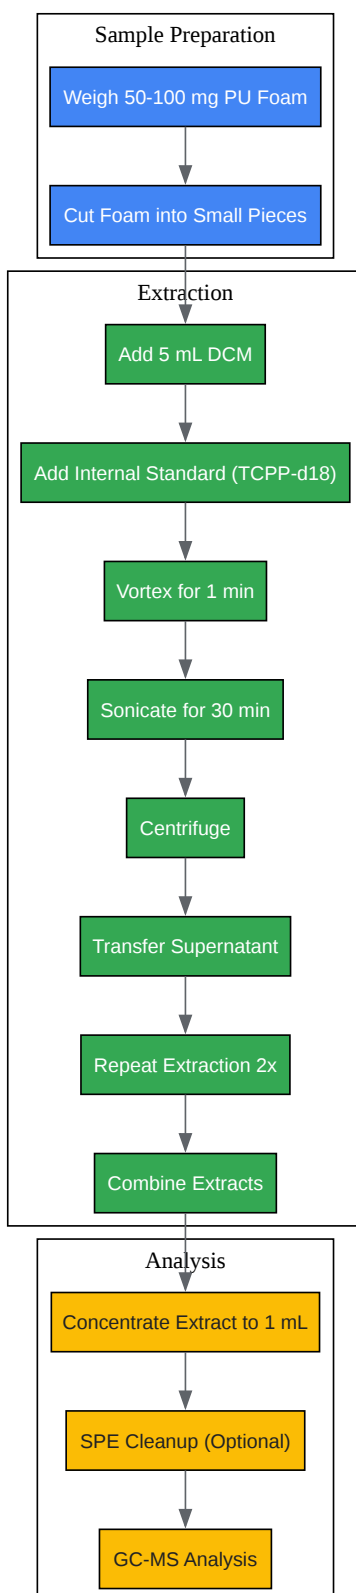 Sample Preparation
Weigh 50-100 mg PU Foam
Cut Foam into Small Pieces
Extraction
Add 5 mL DCM
Add Internal Standard (TCPP-d18)
Vortex for 1 min
Sonicate for 30 min
Centrifuge
Transfer Supernatant
Repeat Extraction 2x
Combine Extracts
Analysis
Concentrate Extract to 1 mL
SPE Cleanup (Optional)
GC-MS Analysis